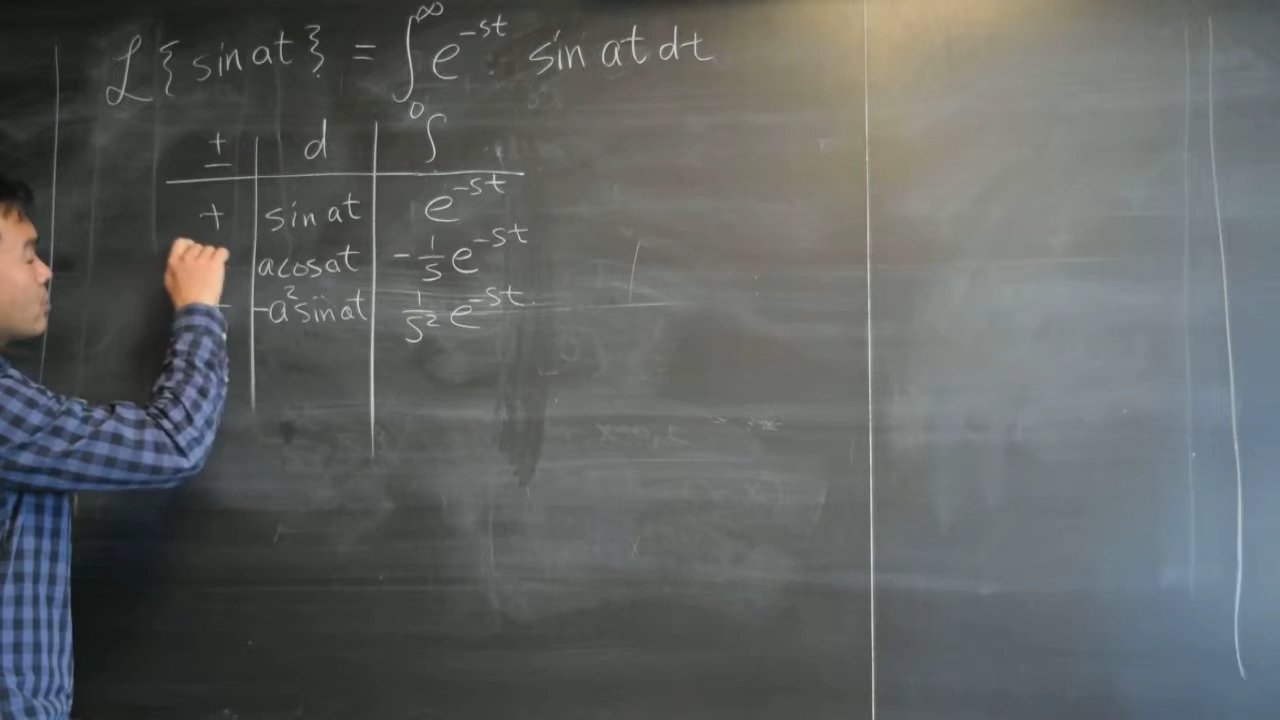 ℒ{sin at} = ∫₀^∞ e^{-st} sin at dt
± d ∫
+ sin at e^{-st}
a cos at -1/s e^{-st}
-a² sin at 1/s² e^{-st}